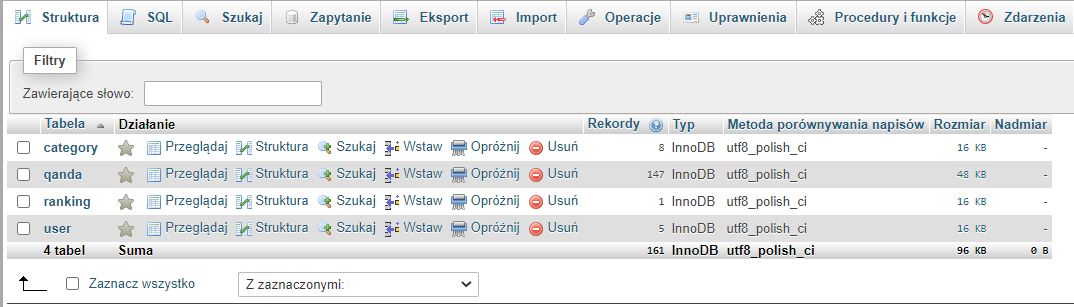 Struktura SQL Szukaj Zapytanie Eksport Import Operacje Uprawnienia Procedury i funkcje Zdarzenia
Filtry
Zawierające słowo:
Tabela Działanie Rekordy Typ Metoda porównywania napisów Rozmiar Nadmiar
category Przeglądaj Struktura Szukaj Wstaw Opróżnij Usuń 8 InnoDB utf8_polish_ci 16 KB -
qanda Przeglądaj Struktura Szukaj Wstaw Opróżnij Usuń 147 InnoDB utf8_polish_ci 48 KB -
ranking Przeglądaj Struktura Szukaj Wstaw Opróżnij Usuń 1 InnoDB utf8_polish_ci 16 KB -
user Przeglądaj Struktura Szukaj Wstaw Opróżnij Usuń 5 InnoDB utf8_polish_ci 16 KB -
4 tabel Suma 161 InnoDB utf8_polish_ci 96 KB 0 B
Zaznacz wszystko Z zaznaczonymi: